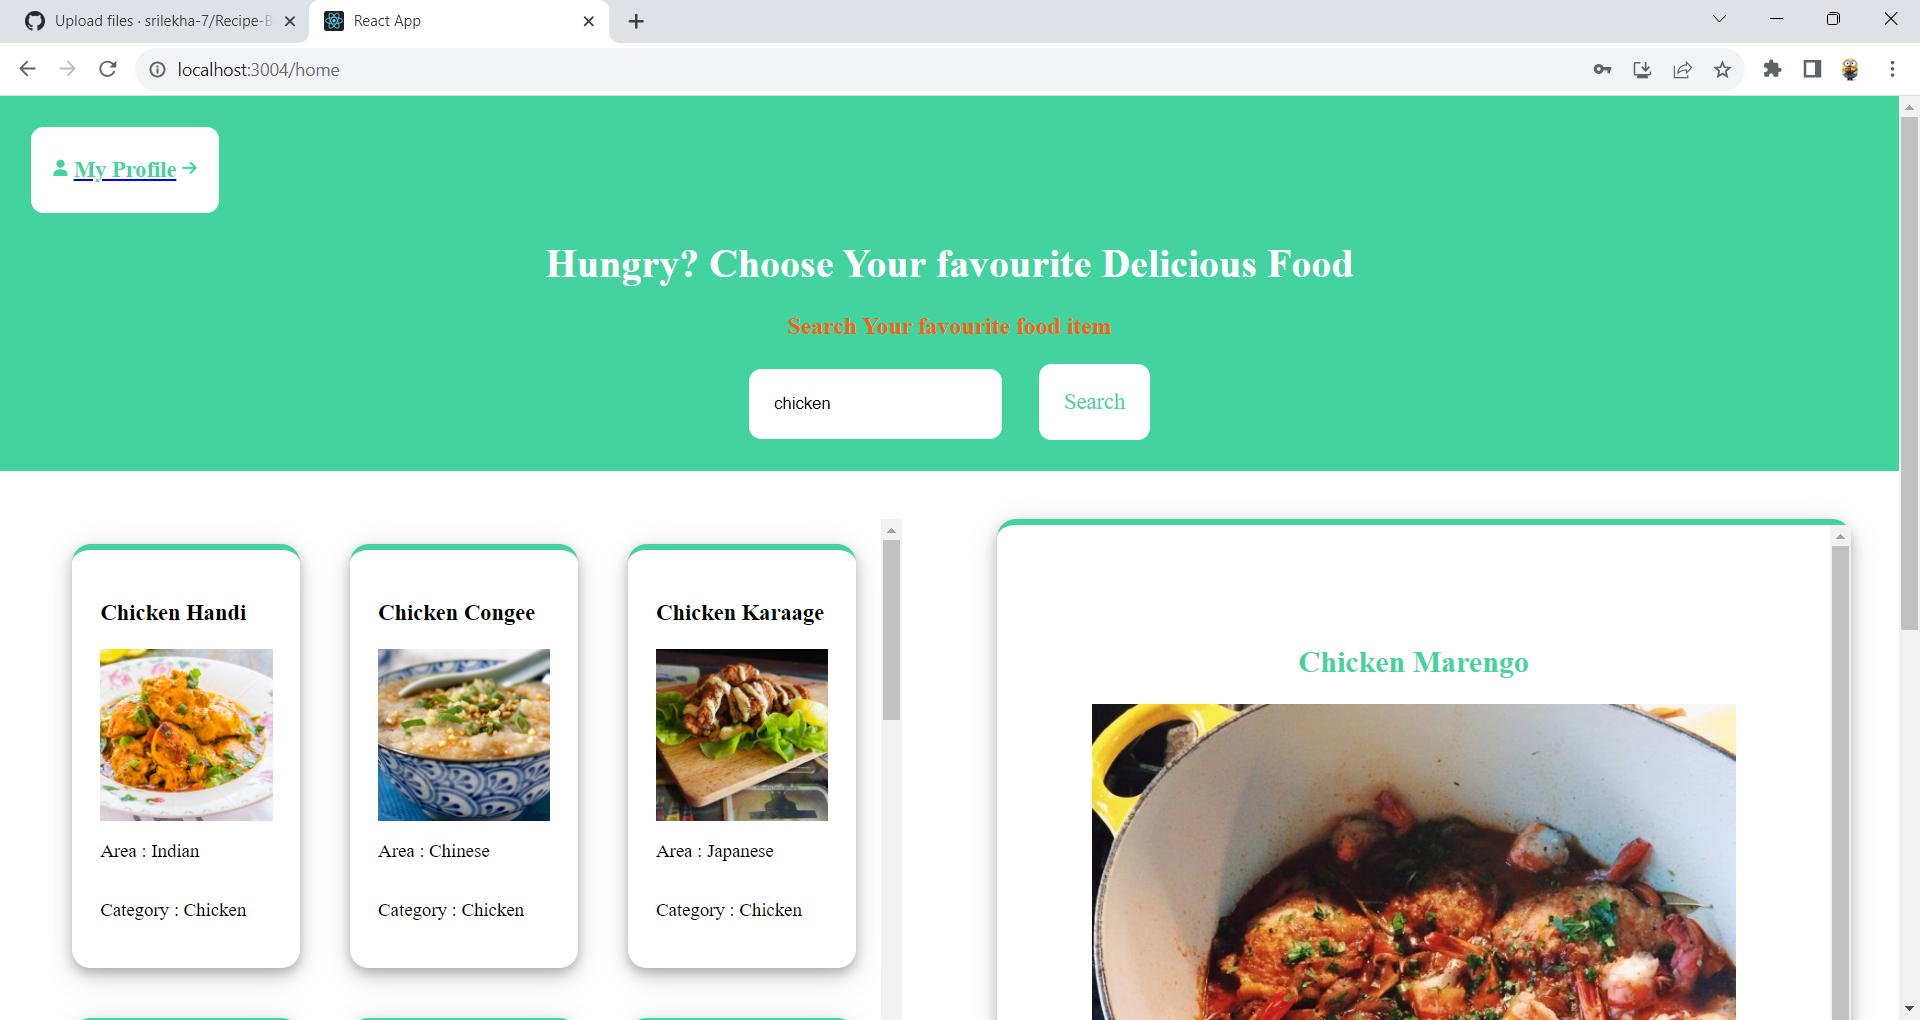 Upload files · srilekha-7/Recipe-B
React App
localhost:3004/home
My Profile
Hungry? Choose Your favourite Delicious Food
Search Your favourite food item
chicken
Search
Chicken Handi
Area : Indian
Category : Chicken
Chicken Congee
Area : Chinese
Category : Chicken
Chicken Karaage
Area : Japanese
Category : Chicken
Chicken Marengo